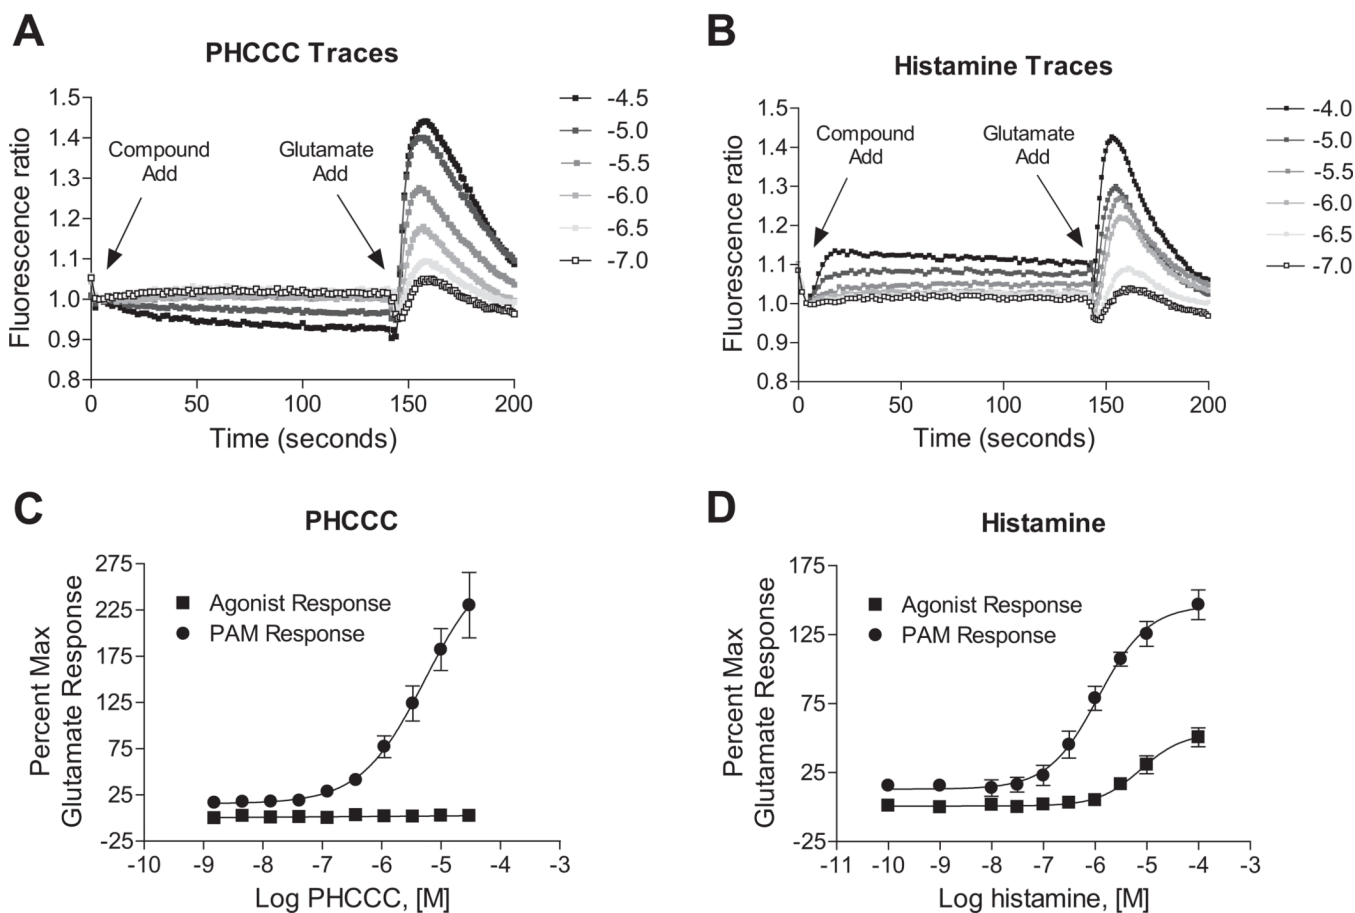 A
PHCCC Traces
Fluorescence ratio
1.5
1.4
1.3
1.2
1.1
1.0
0.9
0.8
0
50
100
150
200
Time (seconds)
Compound
Add
Glutamate
Add
-4.5
-5.0
-5.5
-6.0
-6.5
-7.0
B
Histamine Traces
Fluorescence ratio
1.5
1.4
1.3
1.2
1.1
1.0
0.9
0.8
0
50
100
150
200
Time (seconds)
Compound
Add
Glutamate
Add
-4.0
-5.0
-5.5
-6.0
-6.5
-7.0
C
PHCCC
Percent Max
Glutamate Response
275
225
175
125
75
25
-25
-10
-9
-8
-7
-6
-5
-4
-3
Log PHCCC, [M]
Agonist Response
PAM Response
D
Histamine
Percent Max
Glutamate Response
175
125
75
25
-25
-11
-10
-9
-8
-7
-6
-5
-4
-3
Log histamine, [M]
Agonist Response
PAM Response